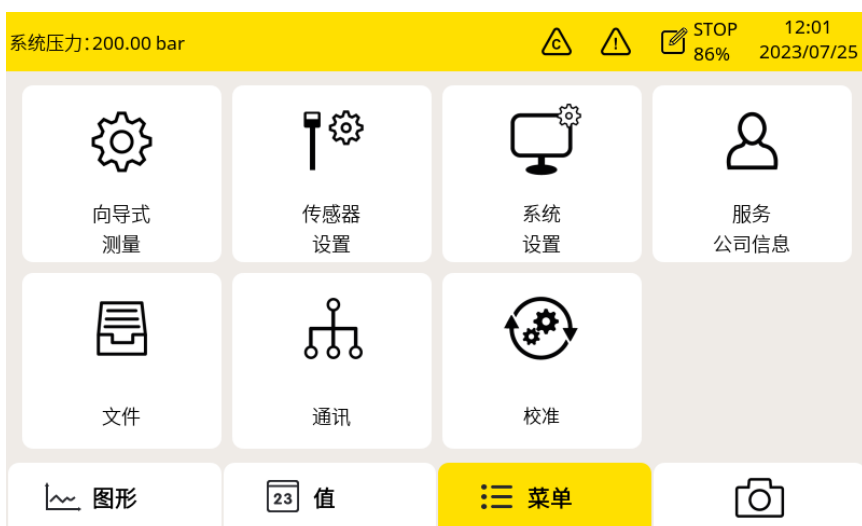 系统压力:200.00 bar
C
!
STOP
86%
12:01
2023/07/25
向导式
测量
传感器
设置
系统
设置
服务
公司信息
文件
通讯
校准
图形
23
值
菜单